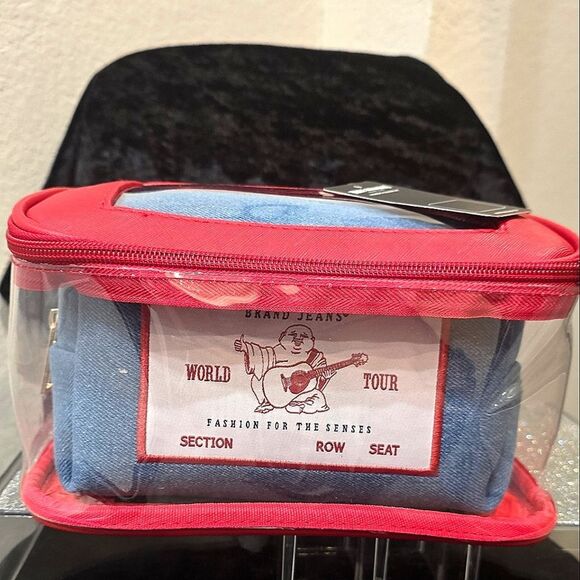 BRAND JEANS®
WORLD TOUR
FASHION FOR THE SENSES
SECTION ROW SEAT